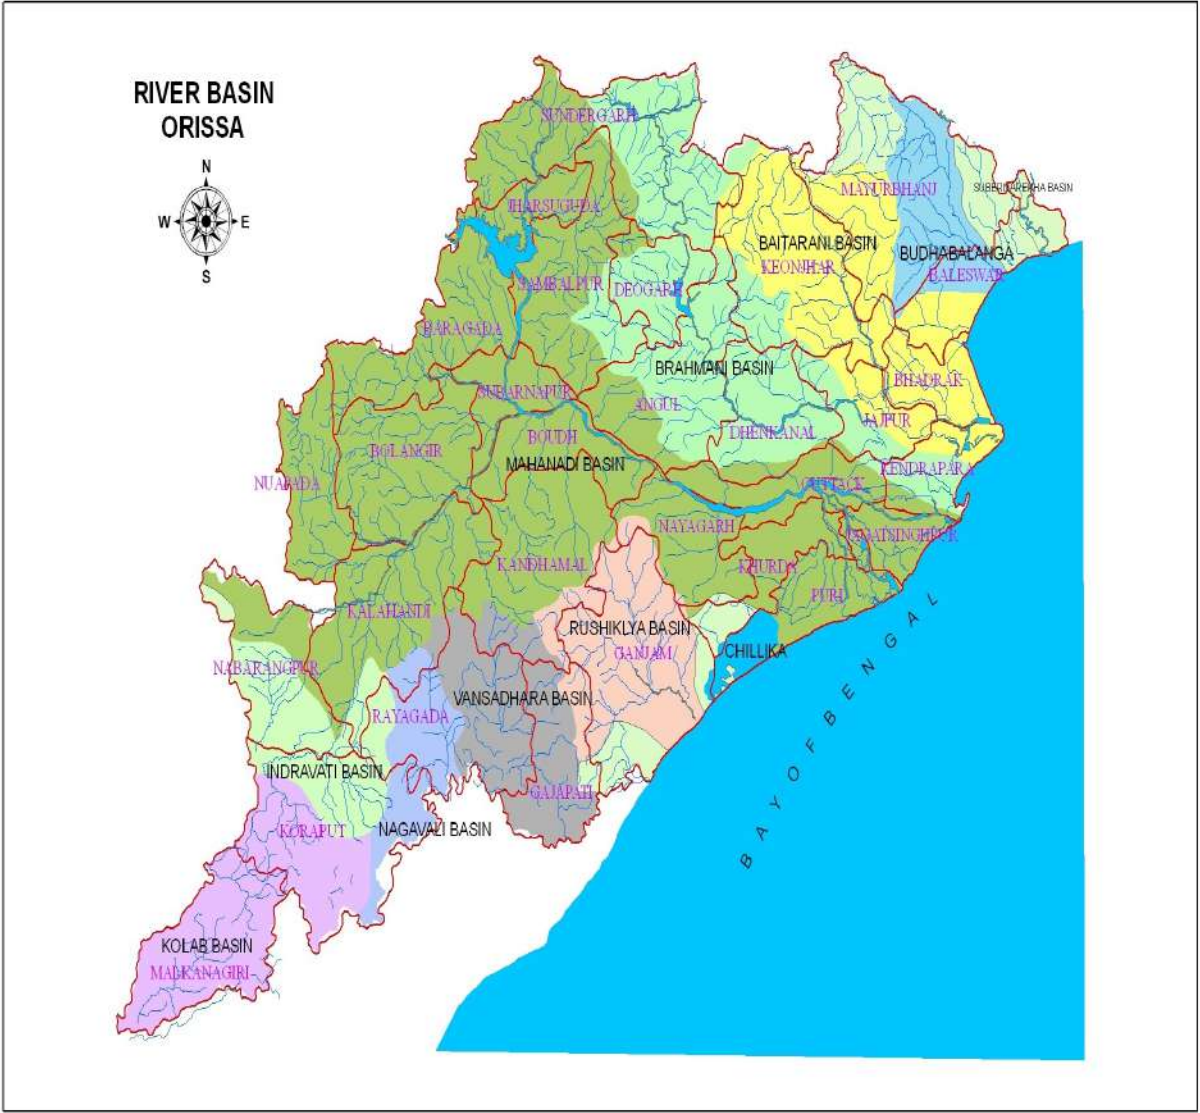 RIVER BASIN
ORISSA
N
W E
S
SUNDERGARH
JHARSUGUDA
MAYURBHANJ
SUBERNAREKHA BASIN
BAITARANI BASIN
BUDHABALANGA
KEONJHAR
BALESWAR
SAMBALPUR
DEOGARH
BARAGADA
BRAHMANI BASIN
BHADRAK
SUBARNAPUR
ANGUL
JAJPUR
DHENKANAL
BOUDH
BOLANGIR
MAHANADI BASIN
KENDRAPARA
NUAPADA
CUTTACK
NAYAGARH
JAGATSINGHPUR
KANDHAMAL
KHURDA
PURI
KALAHANDI
RUSHIKLYA BASIN
GANJAM
CHILLIKA
NABARANGPUR
VANSADHARA BASIN
RAYAGADA
INDRAVATI BASIN
GAJAPATI
KORAPUT
NAGAVALI BASIN
KOLAB BASIN
MALKANAGIRI
BAY OF BENGAL